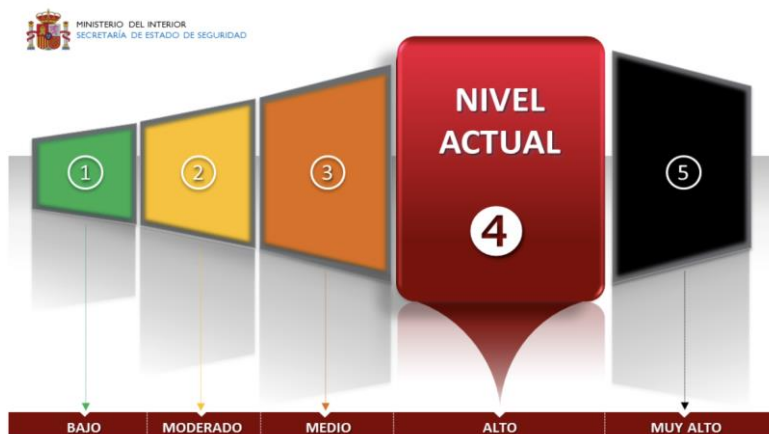 MINISTERIO DEL INTERIOR
SECRETARÍA DE ESTADO DE SEGURIDAD
NIVEL
ACTUAL
1
2
3
4
5
BAJO
MODERADO
MEDIO
ALTO
MUY ALTO